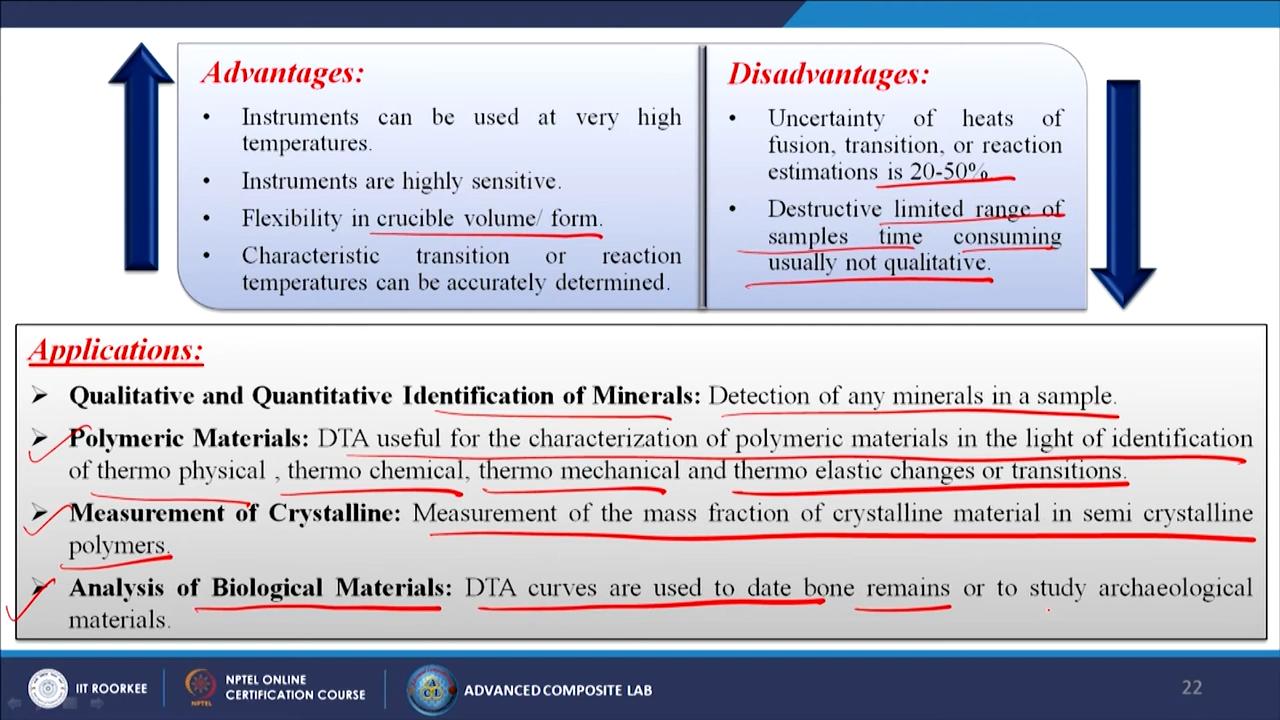 Advantages:
• Instruments can be used at very high
temperatures.
• Instruments are highly sensitive.
• Flexibility in crucible volume/ form.
• Characteristic transition or reaction
temperatures can be accurately determined.
Disadvantages:
• Uncertainty of heats of
fusion, transition, or reaction
estimations is 20-50%.
• Destructive limited range of
samples time consuming
usually not qualitative.
Applications:
➢ Qualitative and Quantitative Identification of Minerals: Detection of any minerals in a sample.
➢ Polymeric Materials: DTA useful for the characterization of polymeric materials in the light of identification
of thermo physical , thermo chemical, thermo mechanical and thermo elastic changes or transitions.
➢ Measurement of Crystalline: Measurement of the mass fraction of crystalline material in semi crystalline
polymers.
➢ Analysis of Biological Materials: DTA curves are used to date bone remains or to study archaeological
materials.
IIT ROORKEE
NPTEL
NPTEL ONLINE
CERTIFICATION COURSE
ACL
ADVANCED COMPOSITE LAB
22